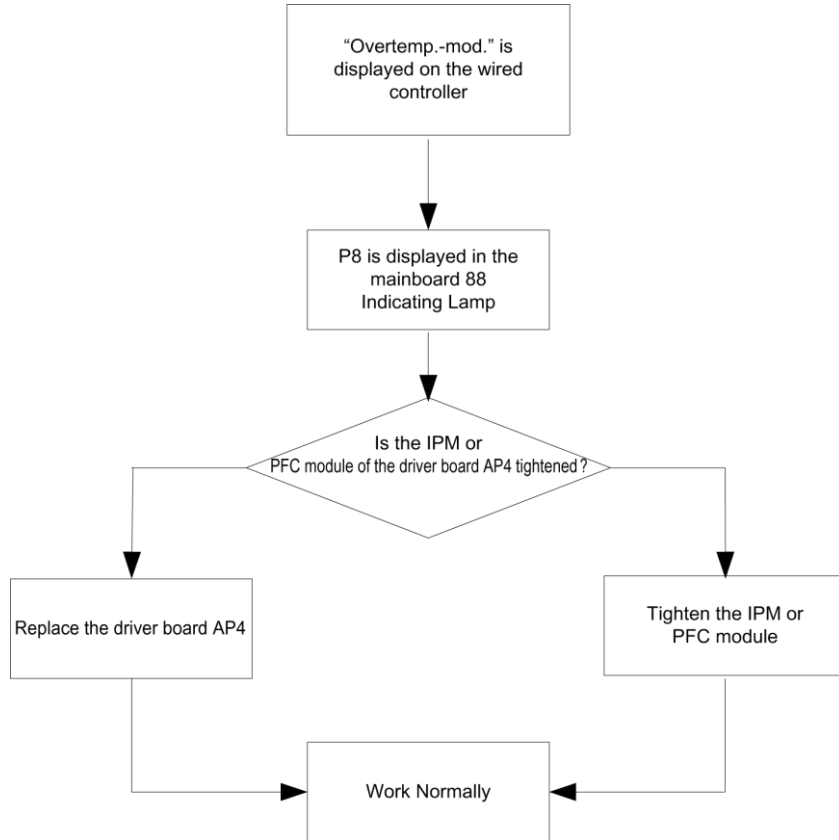 “Overtemp.-mod.” is
displayed on the wired
controller
P8 is displayed in the
mainboard 88
Indicating Lamp
Is the IPM or
PFC module of the driver board AP4 tightened?
Replace the driver board AP4
Tighten the IPM or
PFC module
Work Normally